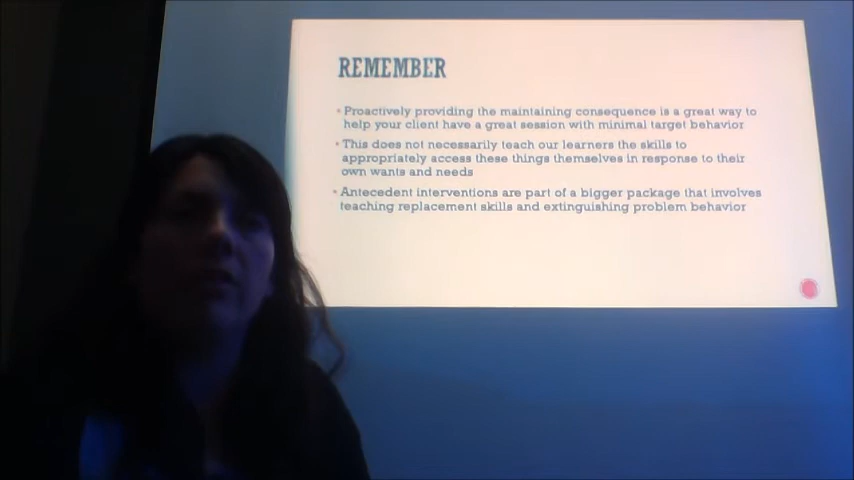 REMEMBER
• Proactively providing the maintaining consequence is a great way to
help your client have a great session with minimal target behavior
• This does not necessarily teach our learners the skills to
appropriately access these things themselves in response to their
own wants and needs
• Antecedent interventions are part of a bigger package that involves
teaching replacement skills and extinguishing problem behavior